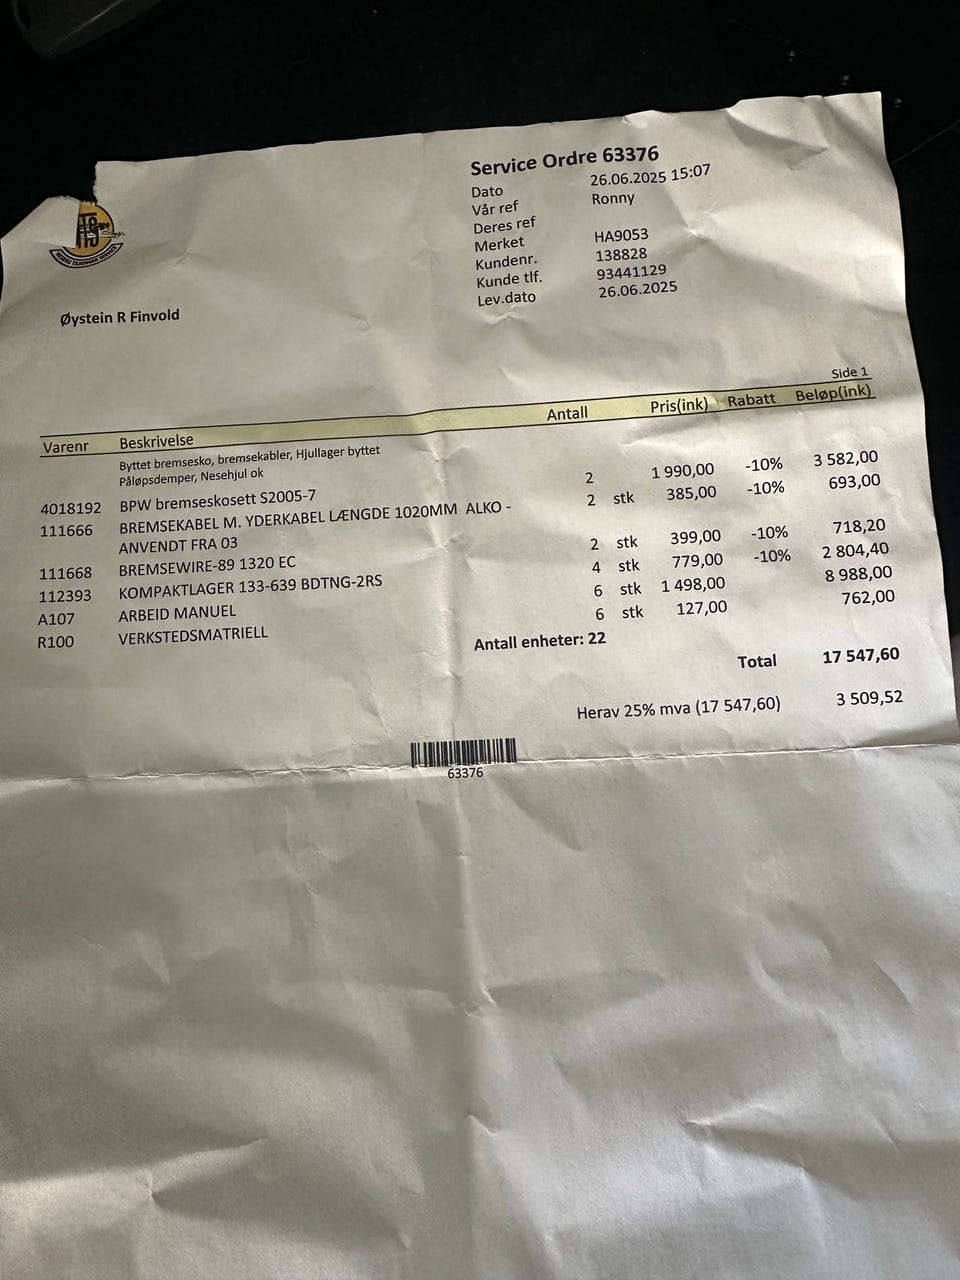 Service Ordre 63376
Dato 26.06.2025 15:07
Vår ref Ronny
Deres ref
Merket HA9053
Kundenr. 138828
Kunde tlf. 93441129
Lev.dato 26.06.2025
ATS
Øystein R Finvold
Side 1
Varenr Beskrivelse Antall Pris(ink) Rabatt Beløp(ink)
Byttet bremsesko, bremsekabler, Hjullager byttet
Påløpsdemper, Nesehjul ok
4018192 BPW bremseskosett S2005-7 2 1 990,00 -10% 3 582,00
111666 BREMSEKABEL M. YDERKABEL LÆNGDE 1020MM ALKO - 2 stk 385,00 -10% 693,00
ANVENDT FRA 03
111668 BREMSEWIRE-89 1320 EC 2 stk 399,00 -10% 718,20
112393 KOMPAKTLAGER 133-639 BDTNG-2RS 4 stk 779,00 -10% 2 804,40
A107 ARBEID MANUEL 6 stk 1 498,00 8 988,00
R100 VERKSTEDSMATRIELL 6 stk 127,00 762,00
Antall enheter: 22
Total 17 547,60
Herav 25% mva (17 547,60) 3 509,52
63376